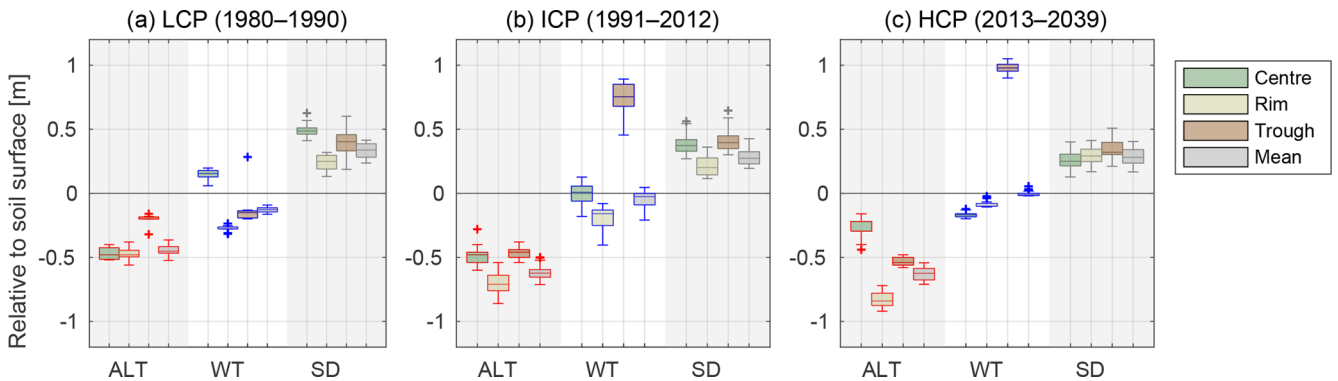 (a) LCP (1980–1990)
(b) ICP (1991–2012)
(c) HCP (2013–2039)
Relative to soil surface [m]
1
0.5
0
-0.5
-1
ALT WT SD
1
0.5
0
-0.5
-1
ALT WT SD
1
0.5
0
-0.5
-1
ALT WT SD
Centre
Rim
Trough
Mean